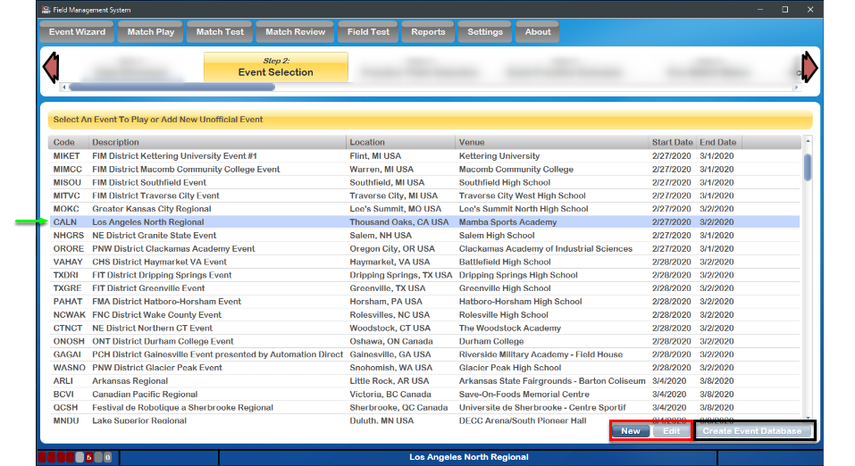 Field Management System
Event Wizard Match Play Match Test Match Review Field Test Reports Settings About
Step 2:
Event Selection
Select An Event To Play or Add New Unofficial Event
Code Description Location Venue Start Date End Date
MIKET FIM District Kettering University Event #1 Flint, MI USA Kettering University 2/27/2020 3/1/2020
MIMCC FIM District Macomb Community College Event Warren, MI USA Macomb Community College 2/27/2020 3/1/2020
MISOU FIM District Southfield Event Southfield, MI USA Southfield High School 2/27/2020 3/1/2020
MITVC FIM District Traverse City Event Traverse City, MI USA Traverse City West High School 2/27/2020 3/1/2020
MOKC Greater Kansas City Regional Lee's Summit, MO USA Lee's Summit North High School 2/27/2020 3/1/2020
CALN Los Angeles North Regional Thousand Oaks, CA USA Mamba Sports Academy 2/27/2020 3/2/2020
NHGRS NE District Granite State Event Salem, NH USA Salem High School 2/27/2020 3/1/2020
ORORE PNW District Clackamas Academy Event Oregon City, OR USA Clackamas Academy of Industrial Sciences 2/27/2020 3/1/2020
VAHAY CHS District Haymarket VA Event Haymarket, VA USA Battlefield High School 2/28/2020 3/2/2020
TXDRI FIT District Dripping Springs Event Dripping Springs, TX USA Dripping Springs High School 2/28/2020 3/2/2020
TXGRE FIT District Greenville Event Greenville, TX USA Greenville High School 2/28/2020 3/2/2020
PAHAT FMA District Hatboro-Horsham Event Horsham, PA USA Hatboro-Horsham High School 2/28/2020 3/2/2020
NCWAK FNC District Wake County Event Rolesvilles, NC USA Rolesville High School 2/28/2020 3/2/2020
CTNCT NE District Northern CT Event Woodstock, CT USA The Woodstock Academy 2/28/2020 3/2/2020
ONOSH ONT District Durham College Event Oshawa, ON Canada Durham College 2/28/2020 3/2/2020
GAGAI PCH District Gainesville Event presented by Automation Direct Gainesville, GA USA Riverside Military Academy - Field House 2/28/2020 3/2/2020
WASNO PNW District Glacier Peak Event Snohomish, WA USA Glacier Peak High School 2/28/2020 3/2/2020
ARLI Arkansas Regional Little Rock, AR USA Arkansas State Fairgrounds - Barton Coliseum 3/4/2020 3/8/2020
BCVI Canadian Pacific Regional Victoria, BC Canada Save-On-Foods Memorial Centre 3/4/2020 3/8/2020
QCSH Festival de Robotique a Sherbrooke Regional Sherbrooke, QC Canada Universite de Sherbrooke - Centre Sportif 3/4/2020 3/8/2020
MNDU Lake Superior Regional Duluth, MN USA DECC Arena/South Pioneer Hall 3/4/2020 3/8/2020
New Edit Create Event Database
5 0 Los Angeles North Regional